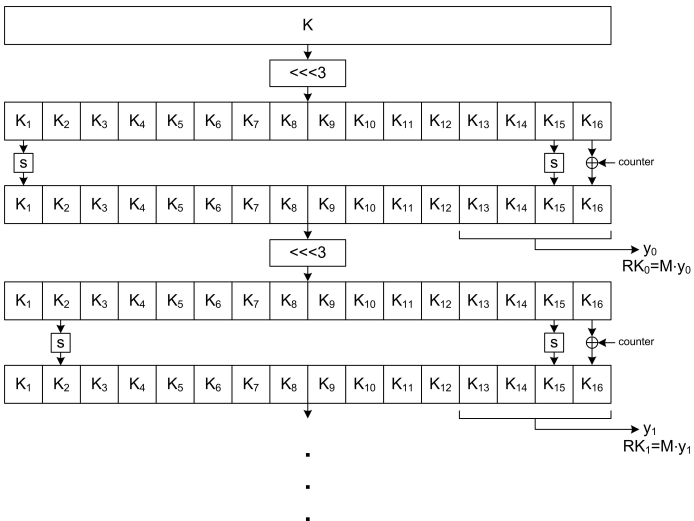 K
<<<3
K₁ K₂ K₃ K₄ K₅ K₆ K₇ K₈ K₉ K₁₀ K₁₁ K₁₂ K₁₃ K₁₄ K₁₅ K₁₆
s s counter
K₁ K₂ K₃ K₄ K₅ K₆ K₇ K₈ K₉ K₁₀ K₁₁ K₁₂ K₁₃ K₁₄ K₁₅ K₁₆
<<<3 y₀
RK₀=M·y₀
K₁ K₂ K₃ K₄ K₅ K₆ K₇ K₈ K₉ K₁₀ K₁₁ K₁₂ K₁₃ K₁₄ K₁₅ K₁₆
s s counter
K₁ K₂ K₃ K₄ K₅ K₆ K₇ K₈ K₉ K₁₀ K₁₁ K₁₂ K₁₃ K₁₄ K₁₅ K₁₆
y₁
RK₁=M·y₁